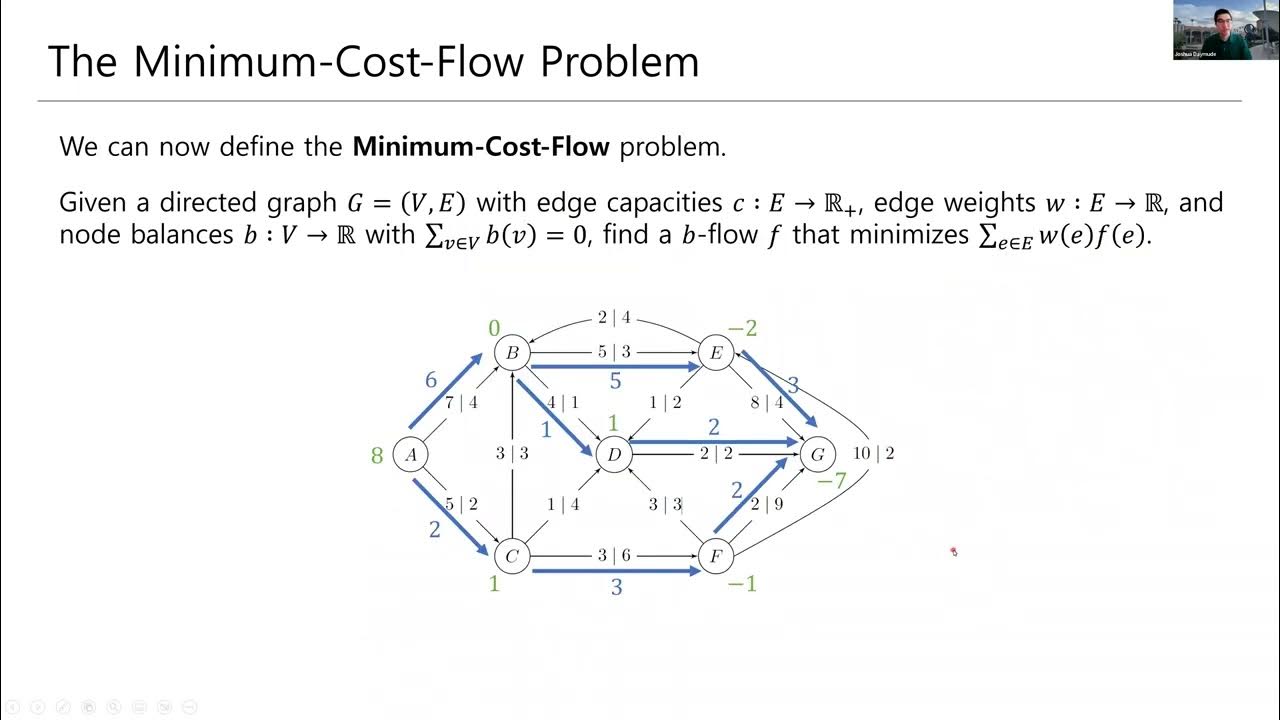 Joshua Daymude
The Minimum-Cost-Flow Problem
We can now define the Minimum-Cost-Flow problem.
Given a directed graph G = (V, E) with edge capacities c : E → ℝ₊, edge weights w : E → ℝ, and
node balances b : V → ℝ with ∑_{v∈V} b(v) = 0, find a b-flow f that minimizes ∑_{e∈E} w(e)f(e).
2 | 4
0
−2
B
5 | 3
E
6
5
3
7 | 4
4 | 1
1 | 2
8 | 4
1
1
2
8
A
3 | 3
D
2 | 2
G
10 | 2
−7
5 | 2
1 | 4
3 | 3
2
2 | 9
2
C
3 | 6
F
1
3
−1